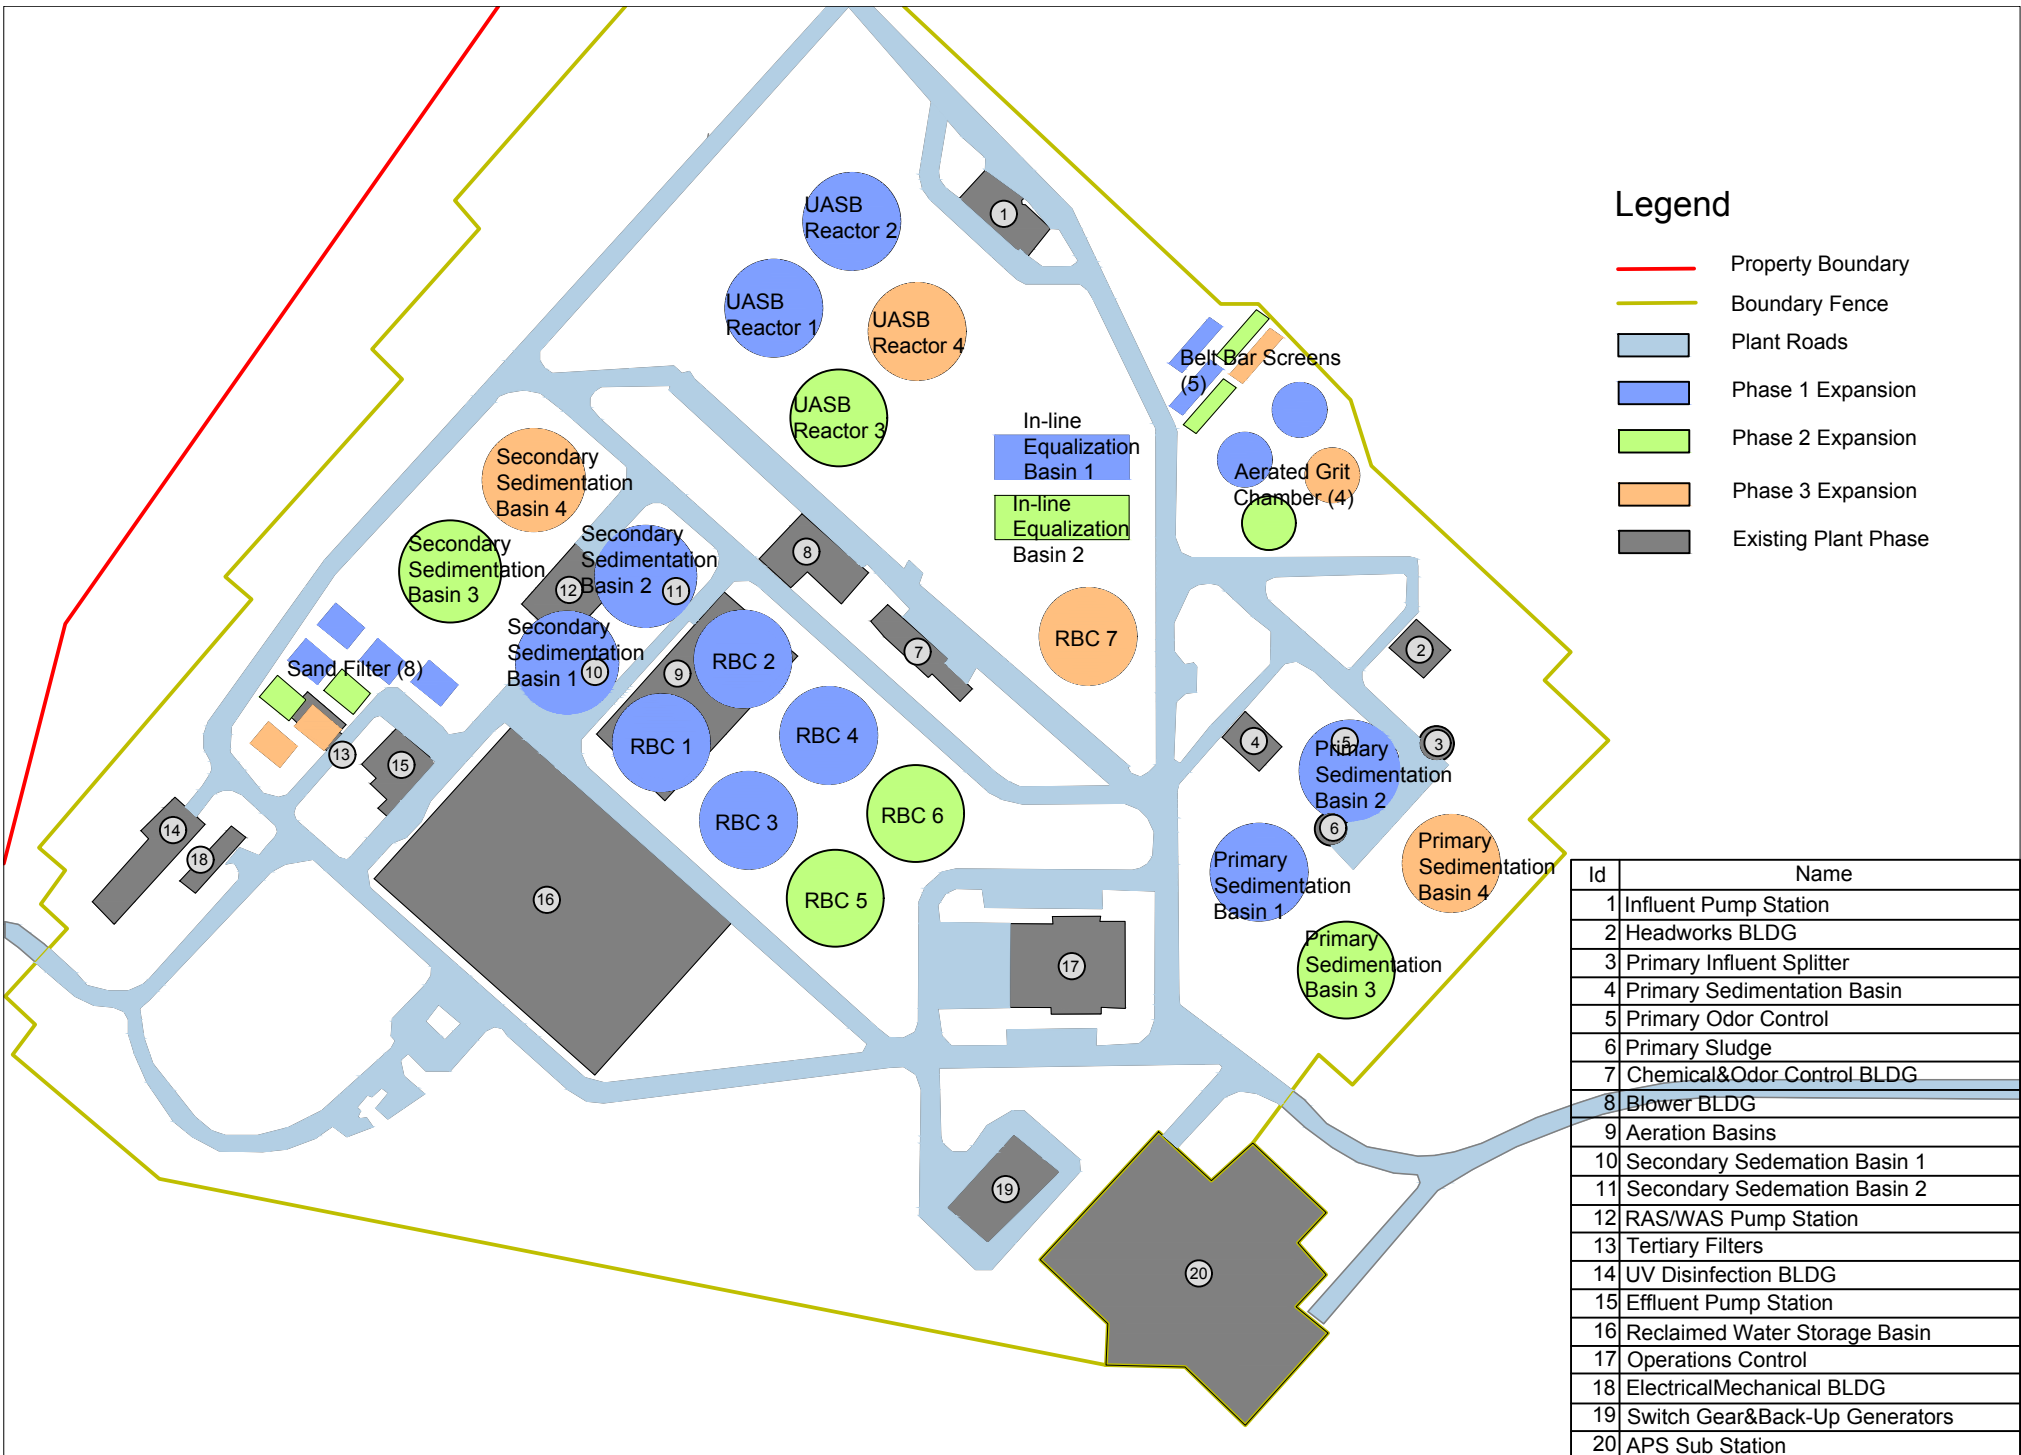 UASB
Reactor 2
1
UASB
Reactor 1
UASB
Reactor 4
UASB
Reactor 3
Belt Bar Screens
(5)
In-line
Equalization
Basin 1
In-line
Equalization
Basin 2
Aerated Grit
Chamber (4)
Secondary
Sedimentation
Basin 4
Secondary
Sedimentation
Basin 3
Secondary
Sedimentation
Basin 2
11
12
Secondary
Sedimentation
Basin 1
10
8
7
9
RBC 7
RBC 2
RBC 1
RBC 4
RBC 3
RBC 6
RBC 5
Sand Filter (8)
13
15
14
18
16
17
2
3
4
5
Primary
Sedimentation
Basin 2
6
Primary
Sedimentation
Basin 1
Primary
Sedimentation
Basin 4
Primary
Sedimentation
Basin 3
19
20
Legend
Property Boundary
Boundary Fence
Plant Roads
Phase 1 Expansion
Phase 2 Expansion
Phase 3 Expansion
Existing Plant Phase
Id Name
1 Influent Pump Station
2 Headworks BLDG
3 Primary Influent Splitter
4 Primary Sedimentation Basin
5 Primary Odor Control
6 Primary Sludge
7 Chemical&Odor Control BLDG
8 Blower BLDG
9 Aeration Basins
10 Secondary Sedemation Basin 1
11 Secondary Sedemation Basin 2
12 RAS/WAS Pump Station
13 Tertiary Filters
14 UV Disinfection BLDG
15 Effluent Pump Station
16 Reclaimed Water Storage Basin
17 Operations Control
18 ElectricalMechanical BLDG
19 Switch Gear&Back-Up Generators
20 APS Sub Station